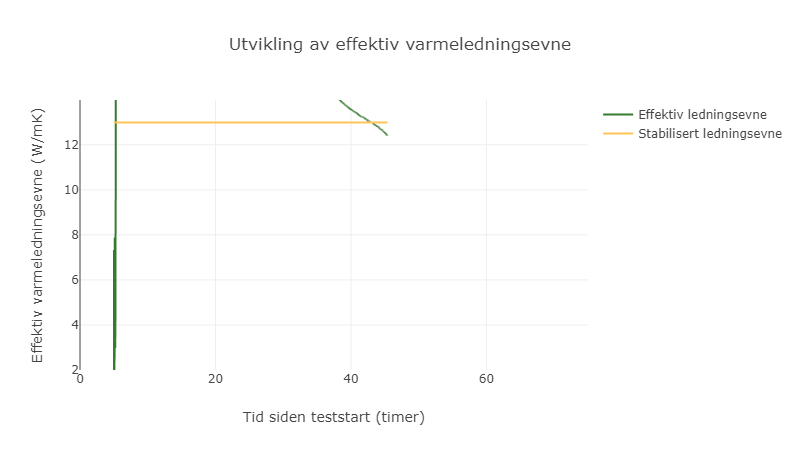 Utvikling av effektiv varmeledningsevne
Effektiv varmeledningsevne (W/mK)
12
10
8
6
4
2
0
20
40
60
Tid siden teststart (timer)
Effektiv ledningsevne
Stabilisert ledningsevne